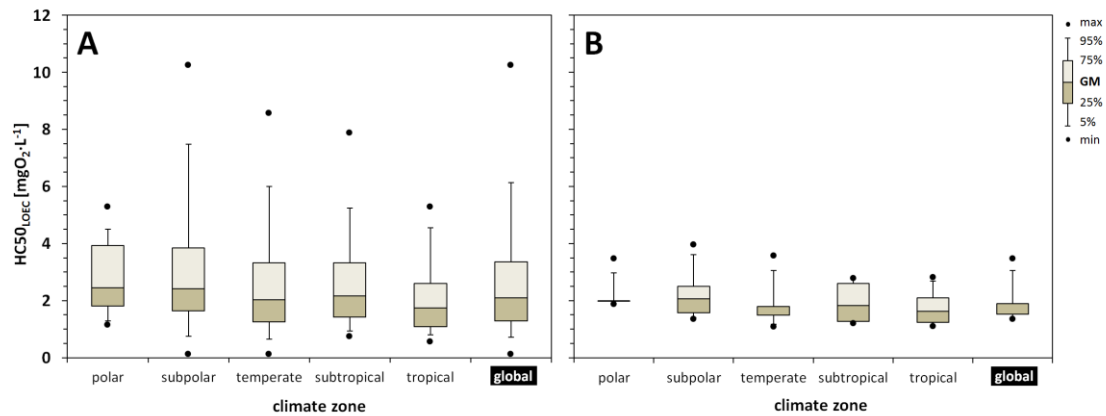 12
10
8
6
4
2
0
HC50LOEC [mgO₂·L⁻¹]
A
polar subpolar temperate subtropical tropical global
climate zone
B
polar subpolar temperate subtropical tropical global
climate zone
max
95%
75%
GM
25%
5%
min